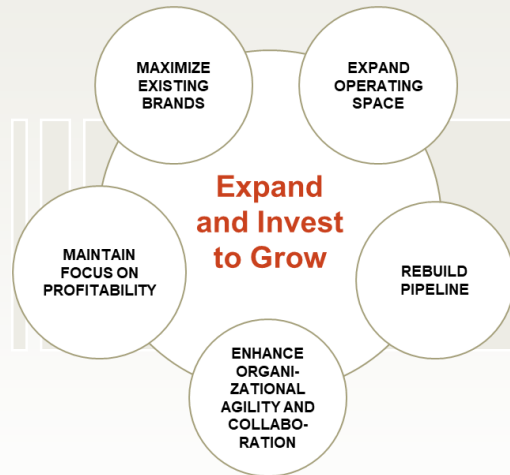 MAXIMIZE
EXISTING
BRANDS
EXPAND
OPERATING
SPACE
Expand
and Invest
to Grow
MAINTAIN
FOCUS ON
PROFITABILITY
REBUILD
PIPELINE
ENHANCE
ORGANI-
ZATIONAL
AGILITY AND
COLLABO-
RATION